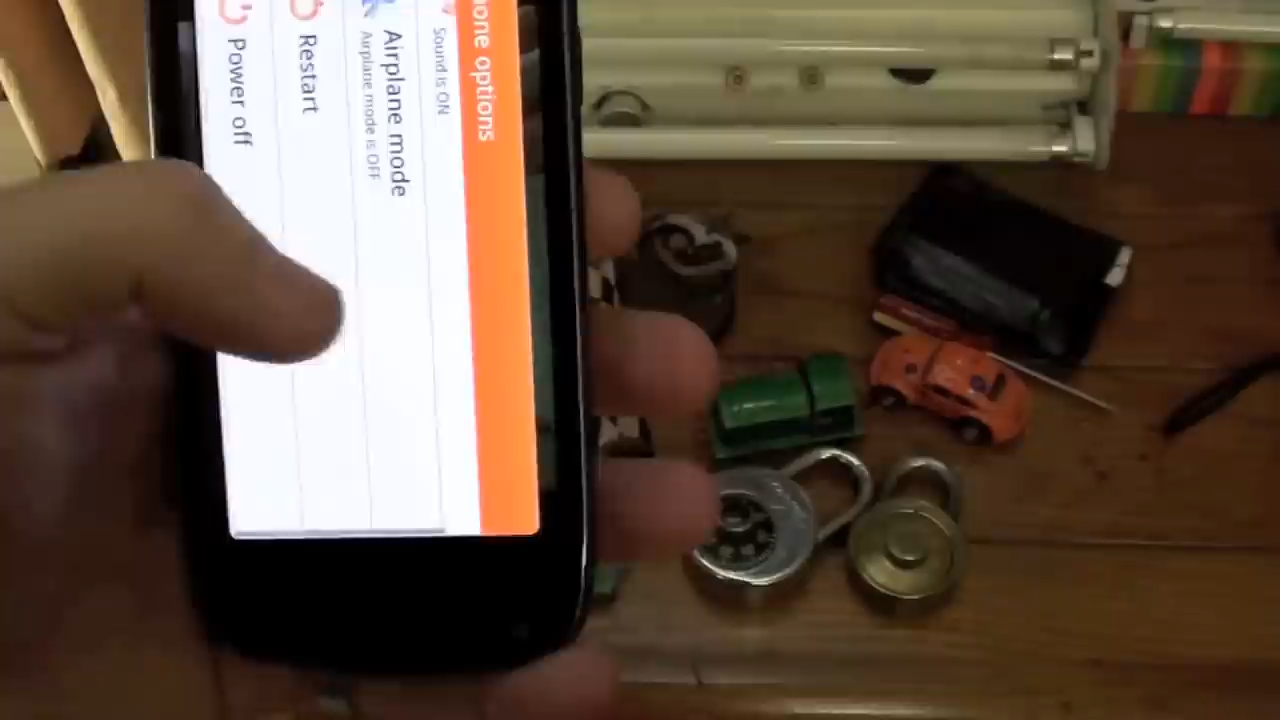 one options
Sound is ON
Airplane mode
Airplane mode is OFF
Restart
Power off